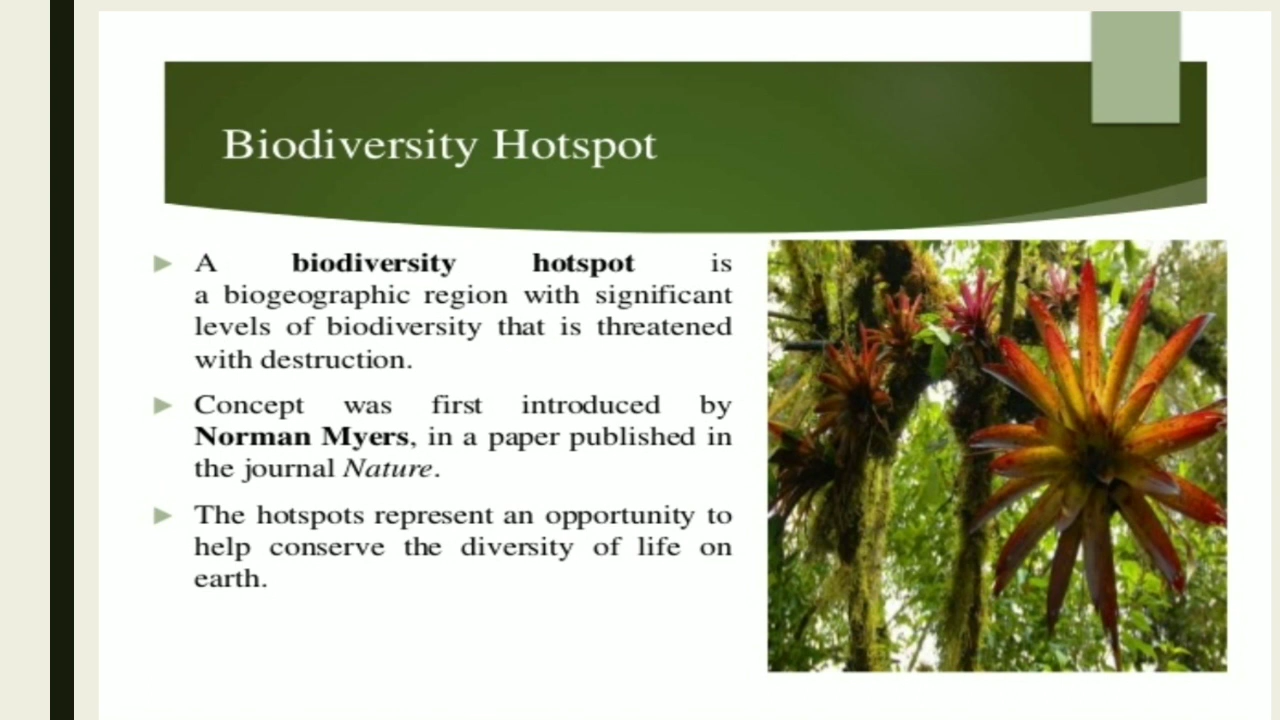 Biodiversity Hotspot
A biodiversity hotspot is
a biogeographic region with significant
levels of biodiversity that is threatened
with destruction.
Concept was first introduced by
Norman Myers, in a paper published in
the journal Nature.
The hotspots represent an opportunity to
help conserve the diversity of life on
earth.